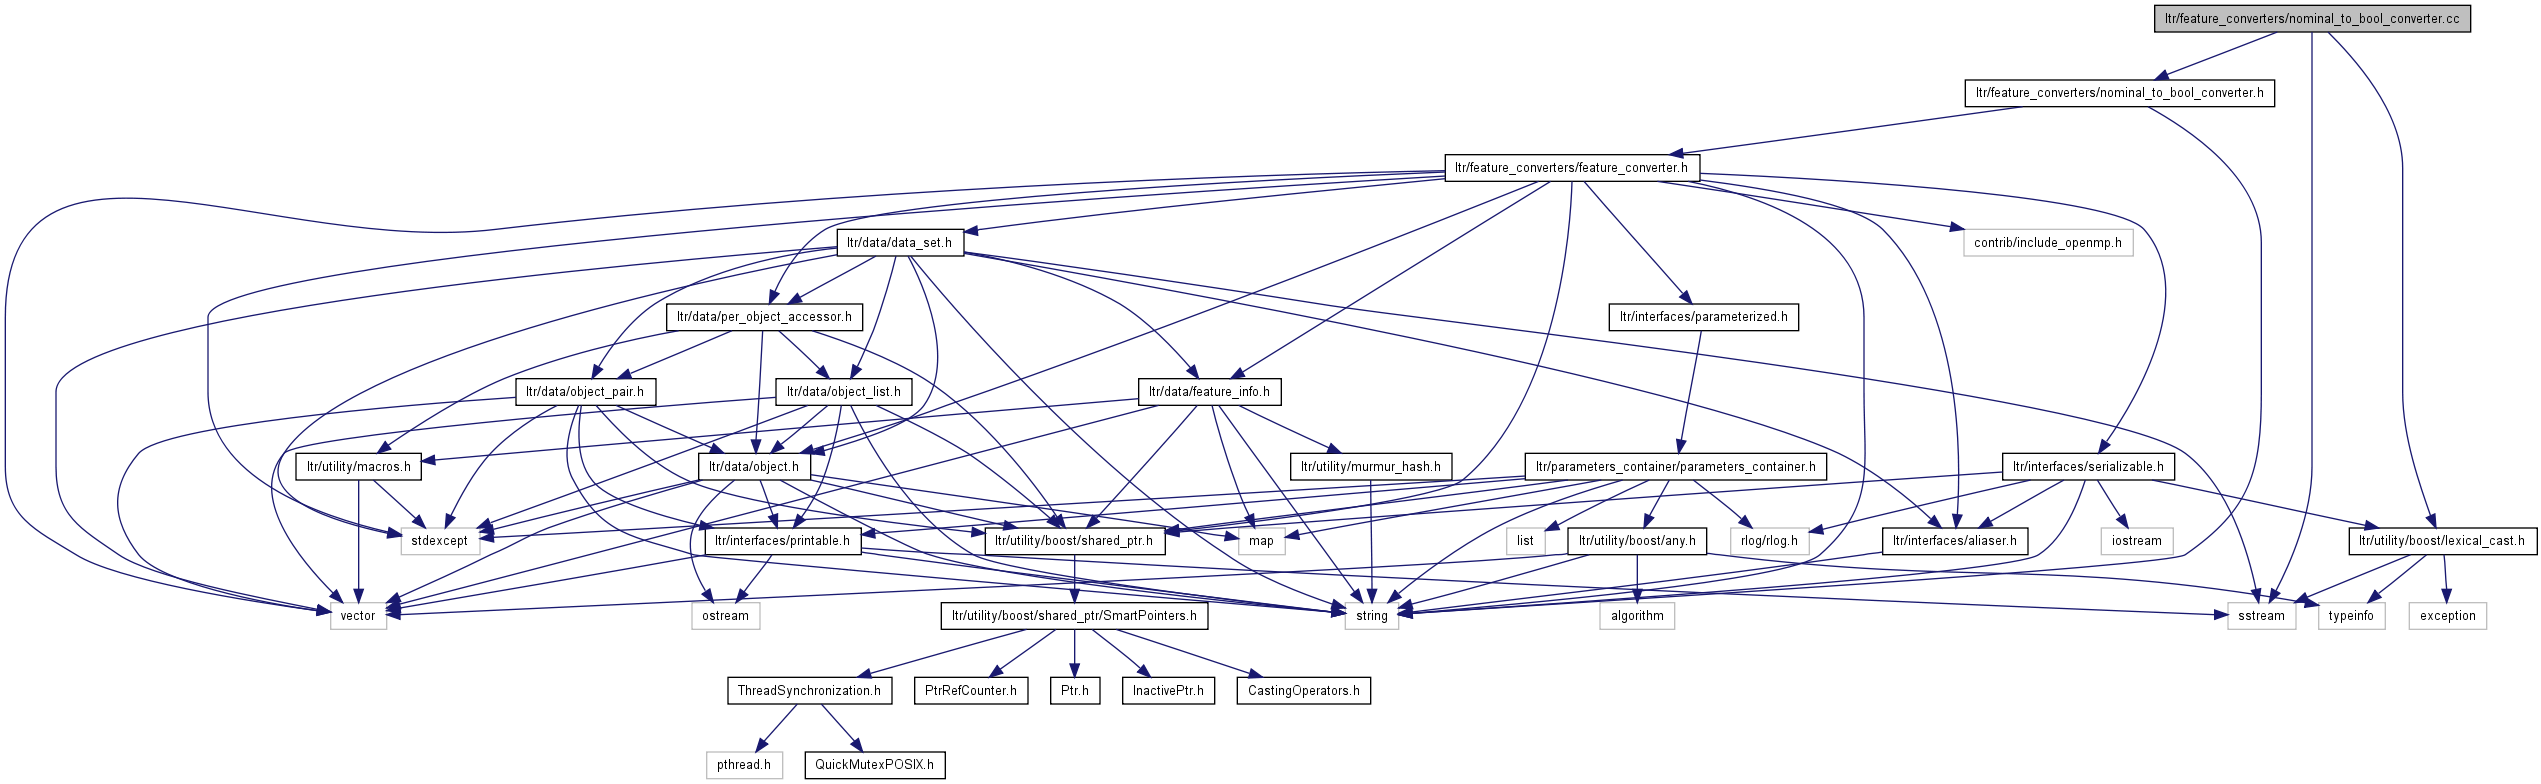 ltr/feature_converters/nominal_to_bool_converter.cc
ltr/feature_converters/nominal_to_bool_converter.h
ltr/feature_converters/feature_converter.h
ltr/data/data_set.h
contrib/include_openmp.h
ltr/data/per_object_accessor.h
ltr/interfaces/parameterized.h
ltr/data/object_pair.h
ltr/data/object_list.h
ltr/data/feature_info.h
ltr/utility/macros.h
ltr/data/object.h
ltr/utility/murmur_hash.h
ltr/parameters_container/parameters_container.h
ltr/interfaces/serializable.h
stdexcept
ltr/interfaces/printable.h
ltr/utility/boost/shared_ptr.h
map
list
ltr/utility/boost/any.h
rlog/rlog.h
ltr/interfaces/aliaser.h
iostream
ltr/utility/boost/lexical_cast.h
vector
ostream
ltr/utility/boost/shared_ptr/SmartPointers.h
string
algorithm
sstream
typeinfo
exception
ThreadSynchronization.h
PtrRefCounter.h
Ptr.h
InactivePtr.h
CastingOperators.h
pthread.h
QuickMutexPOSIX.h